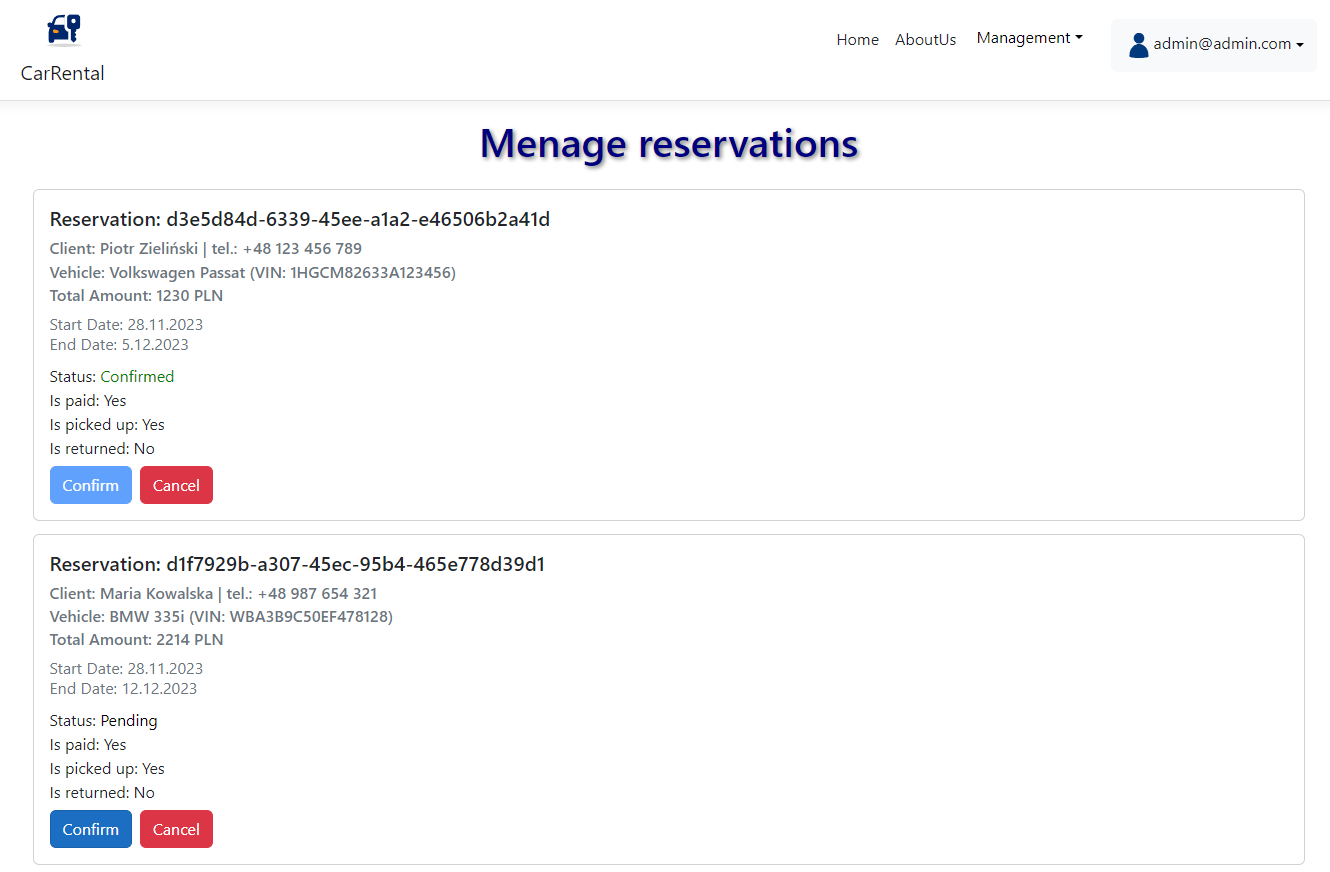 CarRental
Home AboutUs Management admin@admin.com
Menage reservations
Reservation: d3e5d84d-6339-45ee-a1a2-e46506b2a41d
Client: Piotr Zieliński | tel.: +48 123 456 789
Vehicle: Volkswagen Passat (VIN: 1HGCM82633A123456)
Total Amount: 1230 PLN
Start Date: 28.11.2023
End Date: 5.12.2023
Status: Confirmed
Is paid: Yes
Is picked up: Yes
Is returned: No
Confirm Cancel
Reservation: d1f7929b-a307-45ec-95b4-465e778d39d1
Client: Maria Kowalska | tel.: +48 987 654 321
Vehicle: BMW 335i (VIN: WBA3B9C50EF478128)
Total Amount: 2214 PLN
Start Date: 28.11.2023
End Date: 12.12.2023
Status: Pending
Is paid: Yes
Is picked up: Yes
Is returned: No
Confirm Cancel